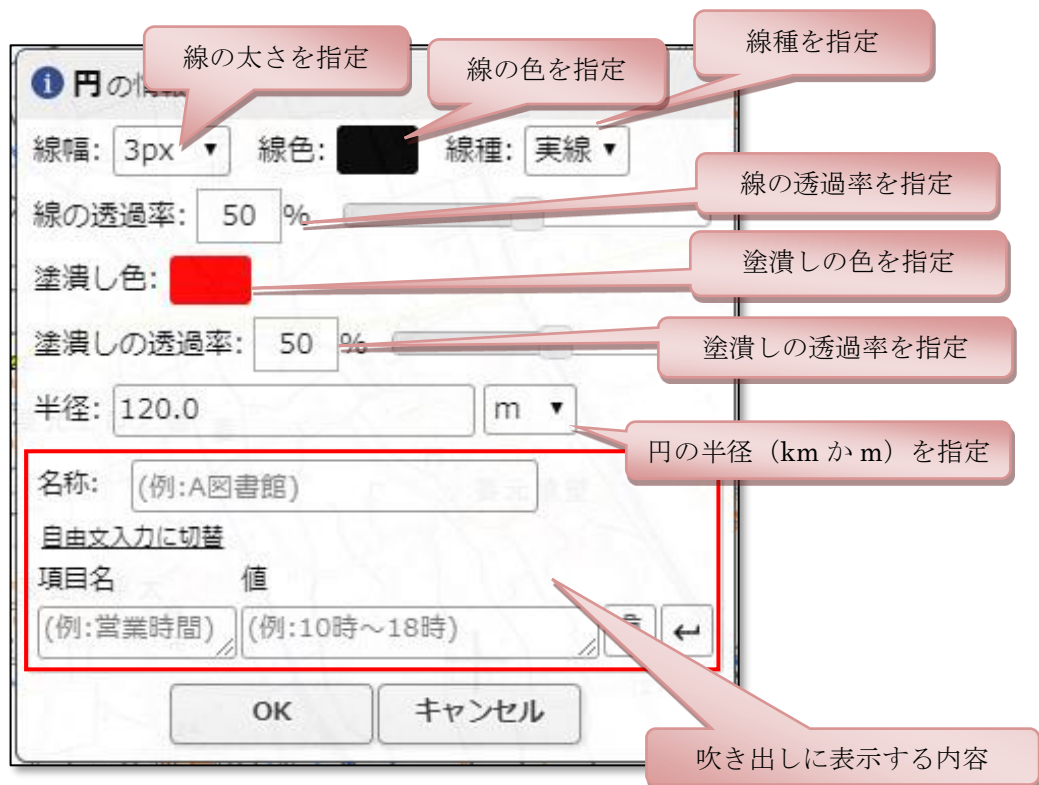 線の太さを指定
線の色を指定
線種を指定
円の情報
線幅: 3px ▼ 線色: 線種: 実線 ▼
線の透過率: 50 %
線の透過率を指定
塗潰し色:
塗潰しの色を指定
塗潰しの透過率: 50 %
塗潰しの透過率を指定
半径: 120.0 m ▼
円の半径（km か m）を指定
名称: (例:A図書館)
自由文入力に切替
項目名 値
(例:営業時間) (例:10時～18時)
OK キャンセル
吹き出しに表示する内容